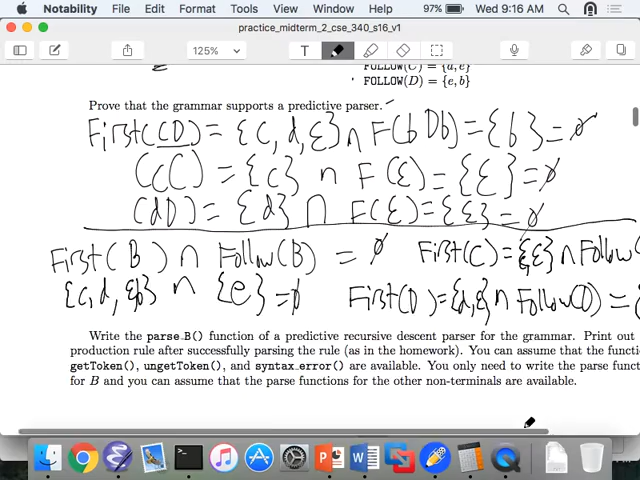 Notability File Edit Format Tools View Window Help 97% Wed 9:16 AM
practice_midterm_2_cse_340_s16_v1
125% T
FOLLOW(C) = {a,e}
FOLLOW(D) = {e,b}
Prove that the grammar supports a predictive parser.
First(CD) = {c, d, ε} ∩ F(bDb) = {b} = ∅
(cC) = {c} ∩ F(ε) = {ε} = ∅
(dD) = {d} ∩ F(ε) = {ε} = ∅
First(B) ∩ Follow(B) = ∅ First(C) = {c,ε} ∩ Follow(
{c, d, ε, b} ∩ {e} = ∅ First(D) = {d,ε} ∩ Follow(D) = {
Write the parse_B() function of a predictive recursive descent parser for the grammar. Print out
production rule after successfully parsing the rule (as in the homework). You can assume that the functi
getToken(), ungetToken(), and syntax_error() are available. You only need to write the parse funct
for B and you can assume that the parse functions for the other non-terminals are available.